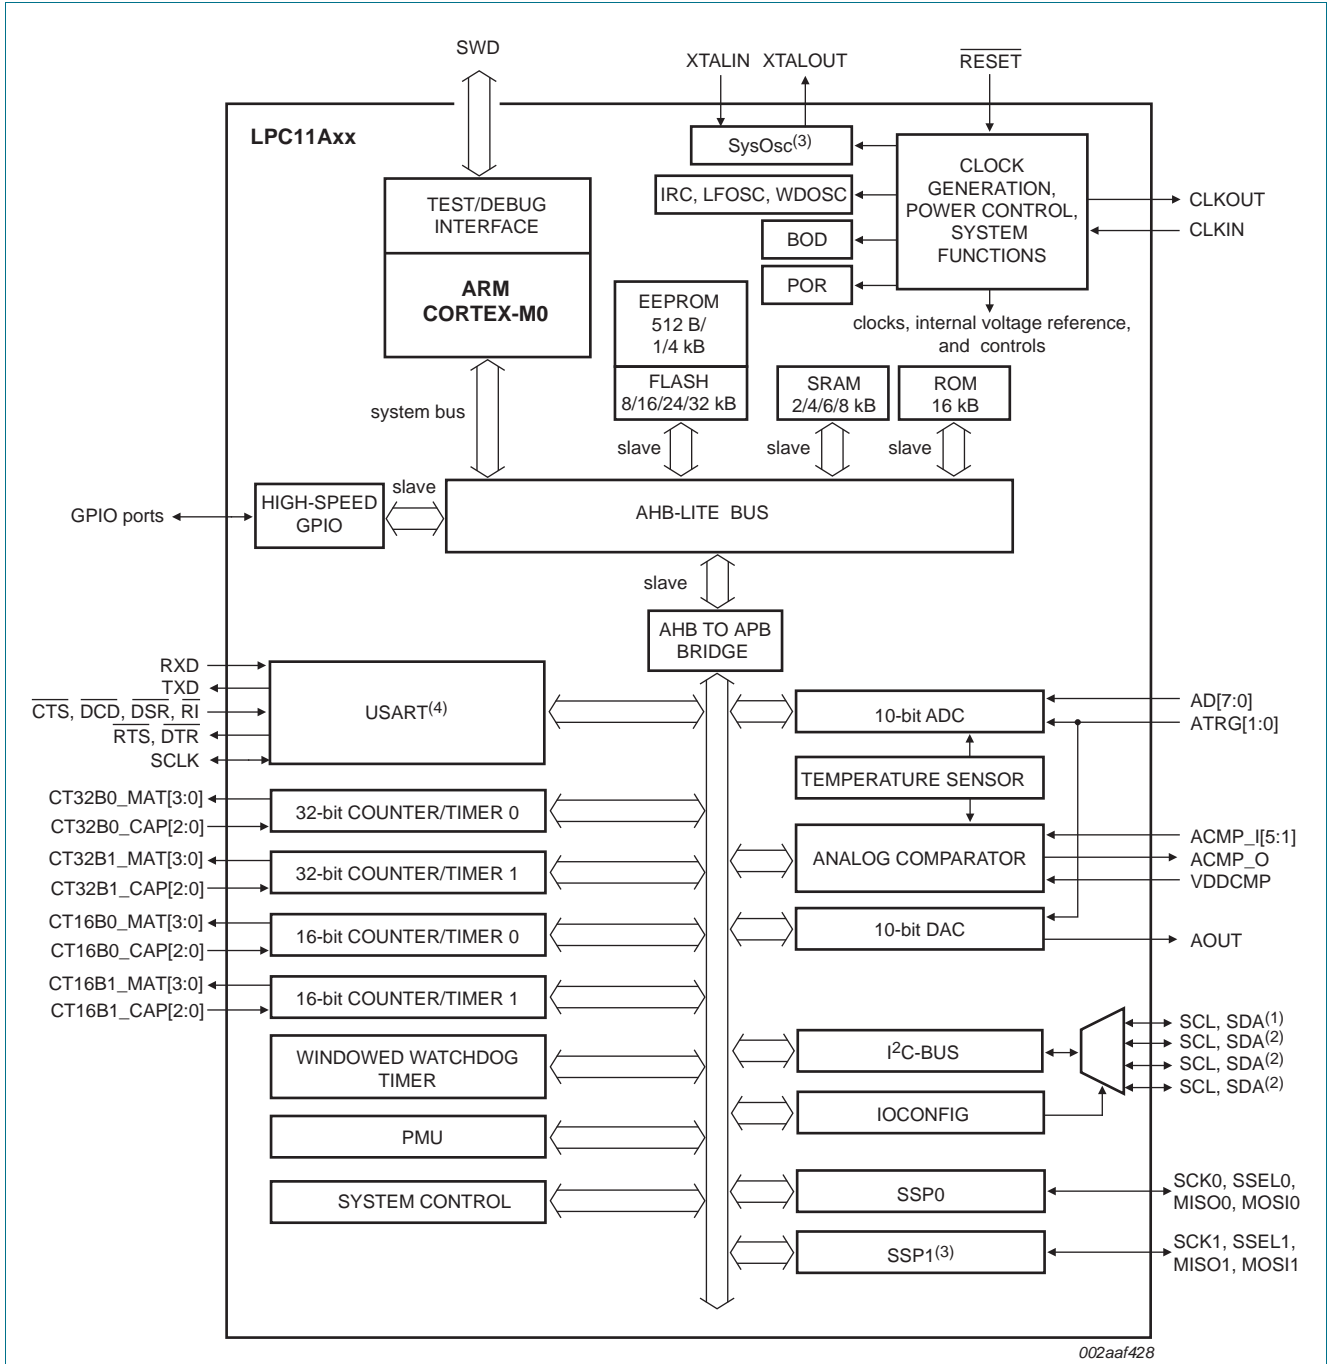 SWD
XTALIN XTALOUT
RESET
LPC11Axx
SysOsc(3)
CLOCK
GENERATION,
POWER CONTROL,
SYSTEM
FUNCTIONS
IRC, LFOSC, WDOSC
BOD
POR
CLKOUT
CLKIN
clocks, internal voltage reference,
and controls
TEST/DEBUG
INTERFACE
ARM
CORTEX-M0
EEPROM
512 B/
1/4 kB
FLASH
8/16/24/32 kB
SRAM
2/4/6/8 kB
ROM
16 kB
system bus
slave
slave
slave
slave
GPIO ports
HIGH-SPEED
GPIO
AHB-LITE BUS
slave
AHB TO APB
BRIDGE
RXD
TXD
CTS, DCD, DSR, RI
RTS, DTR
SCLK
USART(4)
10-bit ADC
AD[7:0]
ATRG[1:0]
TEMPERATURE SENSOR
CT32B0_MAT[3:0]
CT32B0_CAP[2:0]
32-bit COUNTER/TIMER 0
ANALOG COMPARATOR
ACMP_I[5:1]
ACMP_O
VDDCMP
CT32B1_MAT[3:0]
CT32B1_CAP[2:0]
32-bit COUNTER/TIMER 1
CT16B0_MAT[3:0]
CT16B0_CAP[2:0]
16-bit COUNTER/TIMER 0
10-bit DAC
AOUT
CT16B1_MAT[3:0]
CT16B1_CAP[2:0]
16-bit COUNTER/TIMER 1
WINDOWED WATCHDOG
TIMER
I2C-BUS
SCL, SDA(1)
SCL, SDA(2)
SCL, SDA(2)
SCL, SDA(2)
IOCONFIG
PMU
SYSTEM CONTROL
SSP0
SCK0, SSEL0,
MISO0, MOSI0
SSP1(3)
SCK1, SSEL1,
MISO1, MOSI1
002aaf428